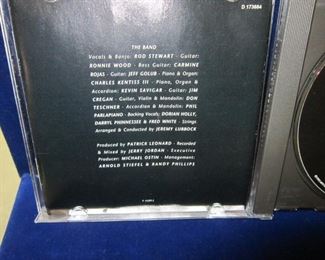 D 173684
THE BAND
Vocals & Banjo: ROD STEWART - Guitar:
RONNIE WOOD - Bass Guitar: CARMINE
ROJAS - Guitar: JEFF GOLUB - Piano & Organ:
CHARLES KENTISS III - Piano, Organ &
Accordion: KEVIN SAVIGAR - Guitar: JIM
CREGAN - Guitar, Violin & Mandolin: DON
TESCHNER - Accordion & Mandolin: PHIL
PARLAPIANO - Backing Vocals; DORIAN HOLLY,
DARRYL PHINNESSEE & FRED WHITE - Strings
Arranged & Conducted by JEREMY LUBBOCK
Produced by PATRICK LEONARD - Recorded
& Mixed by JERRY JORDAN - Executive
Producer: MICHAEL OSTIN - Management:
ARNOLD STIEFEL & RANDY PHILLIPS